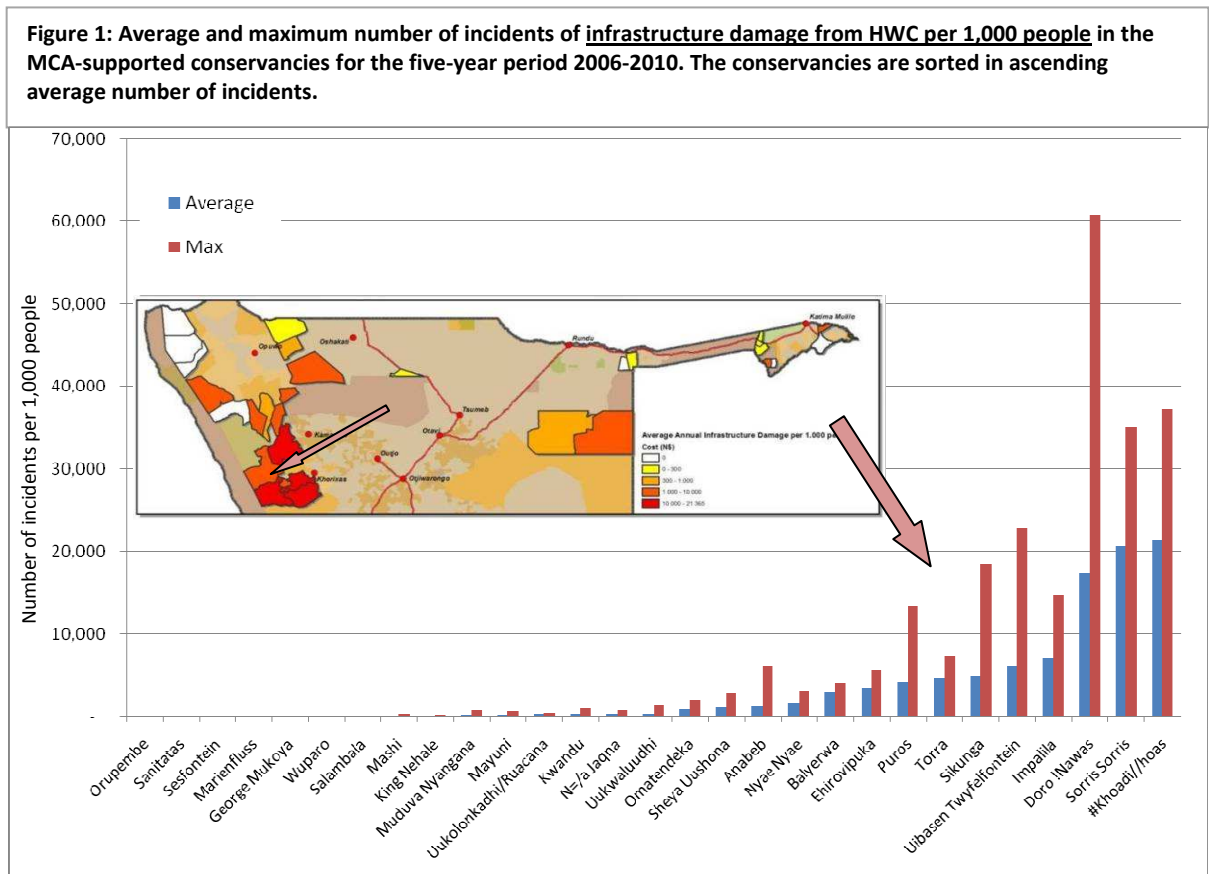 Figure 1: Average and maximum number of incidents of infrastructure damage from HWC per 1,000 people in the
MCA-supported conservancies for the five-year period 2006-2010. The conservancies are sorted in ascending
average number of incidents.
70,000
60,000
50,000
40,000
30,000
20,000
10,000
-
Number of incidents per 1,000 people
Average
Max
Opuwo
Oshakati
Rundu
Katima Mulilo
Tsumeb
Otavi
Outjo
Khorixas
Otjiwarongo
Average Annual Infrastructure Damage per 1.000
Cost (N$)
0
0 - 300
300 - 1.000
1.000 - 10.000
10.000 - 21.365
Orupembe
Sanitatas
Sesfontein
Marienfluss
George Mukoya
Wuparo
Salambala
Mashi
King Nehale
Muduva Nyangana
Mayuni
Uukolonkadhi/Ruacana
Kwandu
N=/a Jaqna
Uukwaluudhi
Omatendeka
Sheya Uushona
Anabeb
Nyae Nyae
Balyerwa
Ehirovipuka
Puros
Torra
Sikunga
Uibasen Twyfelfontein
Impalila
Doro !Nawas
Sorris Sorris
#Khoadi//hoas